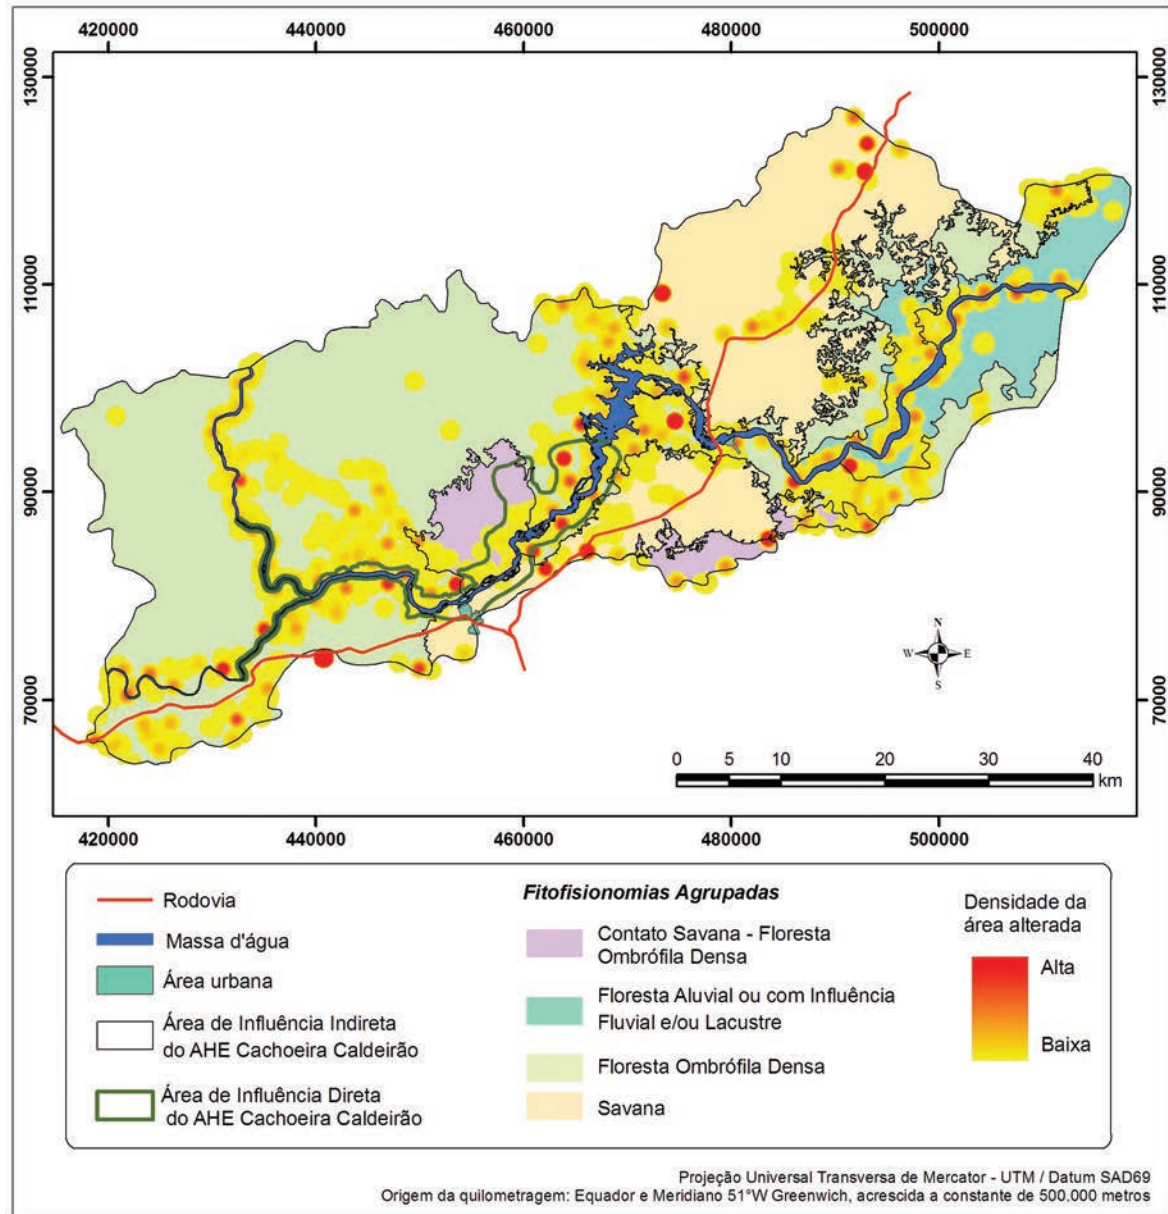 420000 440000 460000 480000 500000
130000 130000
110000 110000
90000 90000
70000 70000
N
W E
S
0 5 10 20 30 40
km
420000 440000 460000 480000 500000
Rodovia
Massa d'água
Área urbana
Área de Influência Indireta
do AHE Cachoeira Caldeirão
Área de Influência Direta
do AHE Cachoeira Caldeirão
Fitofisionomias Agrupadas
Contato Savana - Floresta
Ombrófila Densa
Floresta Aluvial ou com Influência
Fluvial e/ou Lacustre
Floresta Ombrófila Densa
Savana
Densidade da
área alterada
Alta
Baixa
Projeção Universal Transversa de Mercator - UTM / Datum SAD69
Origem da quilometragem: Equador e Meridiano 51°W Greenwich, acrescida a constante de 500.000 metros